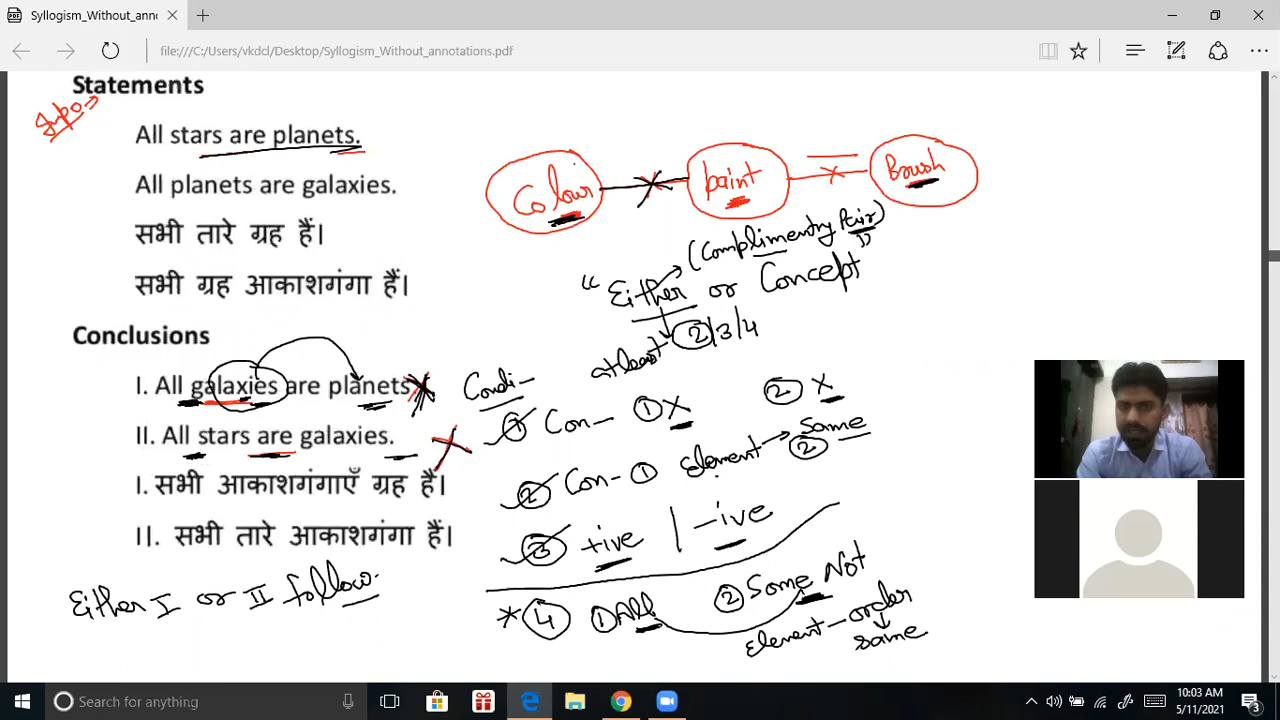 Syllogism_Without_anno
file:///C:/Users/vkdcl/Desktop/Syllogism_Without_annotations.pdf
Statements
All stars are planets.
All planets are galaxies.
सभी तारे ग्रह हैं।
सभी ग्रह आकाशगंगा हैं।
Conclusions
I. All galaxies are planets
II. All stars are galaxies.
I. सभी आकाशगंगाएँ ग्रह हैं।
II. सभी तारे आकाशगंगा हैं।
Either I or II follow.
Colour paint Brush
(Complimentry Pair)
"Either or Concept"
atleast 2/3/4
Condi-
1 Con- 1 X 2 X
2 Con- 1 Element same 2
3 +ive | -ive
* 4 1 All 2 Some Not
element - order
same
Search for anything
10:03 AM
5/11/2021
3